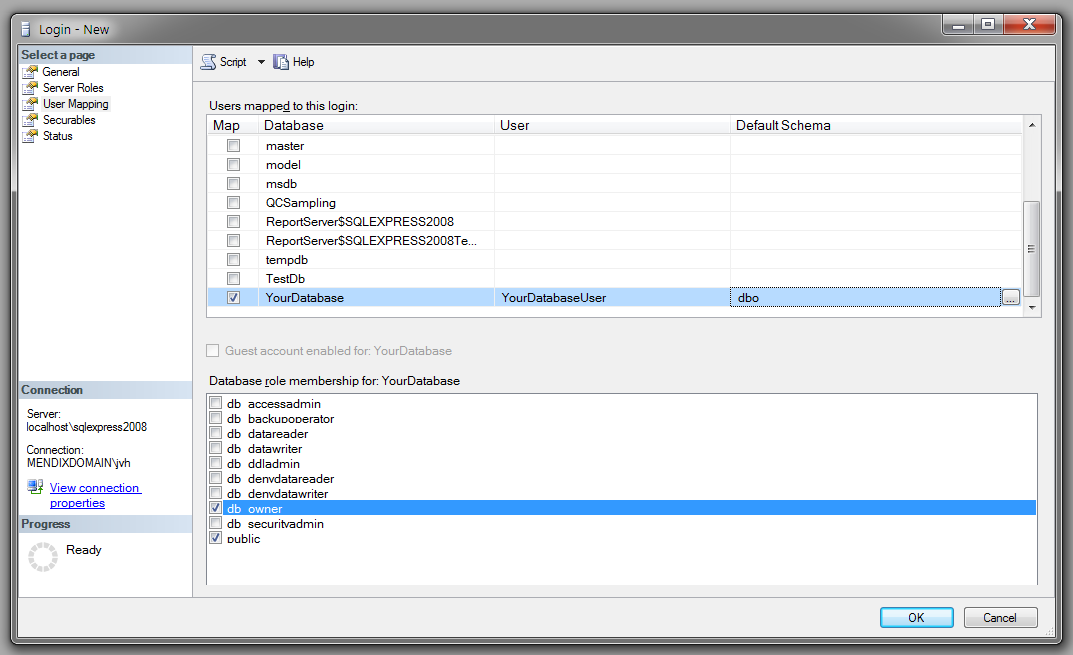 Login - New
Select a page
General
Server Roles
User Mapping
Securables
Status
Script
Help
Users mapped to this login:
Map Database User Default Schema
master
model
msdb
QCSampling
ReportServer$SQLEXPRESS2008
ReportServer$SQLEXPRESS2008Te...
tempdb
TestDb
YourDatabase YourDatabaseUser dbo ...
Guest account enabled for: YourDatabase
Database role membership for: YourDatabase
db_accessadmin
db_backupoperator
db_datareader
db_datawriter
db_ddladmin
db_denydatareader
db_denydatawriter
db_owner
db_securityadmin
public
Connection
Server:
localhost\sqlexpress2008
Connection:
MENDIXDOMAIN\jvh
View connection
properties
Progress
Ready
OK Cancel